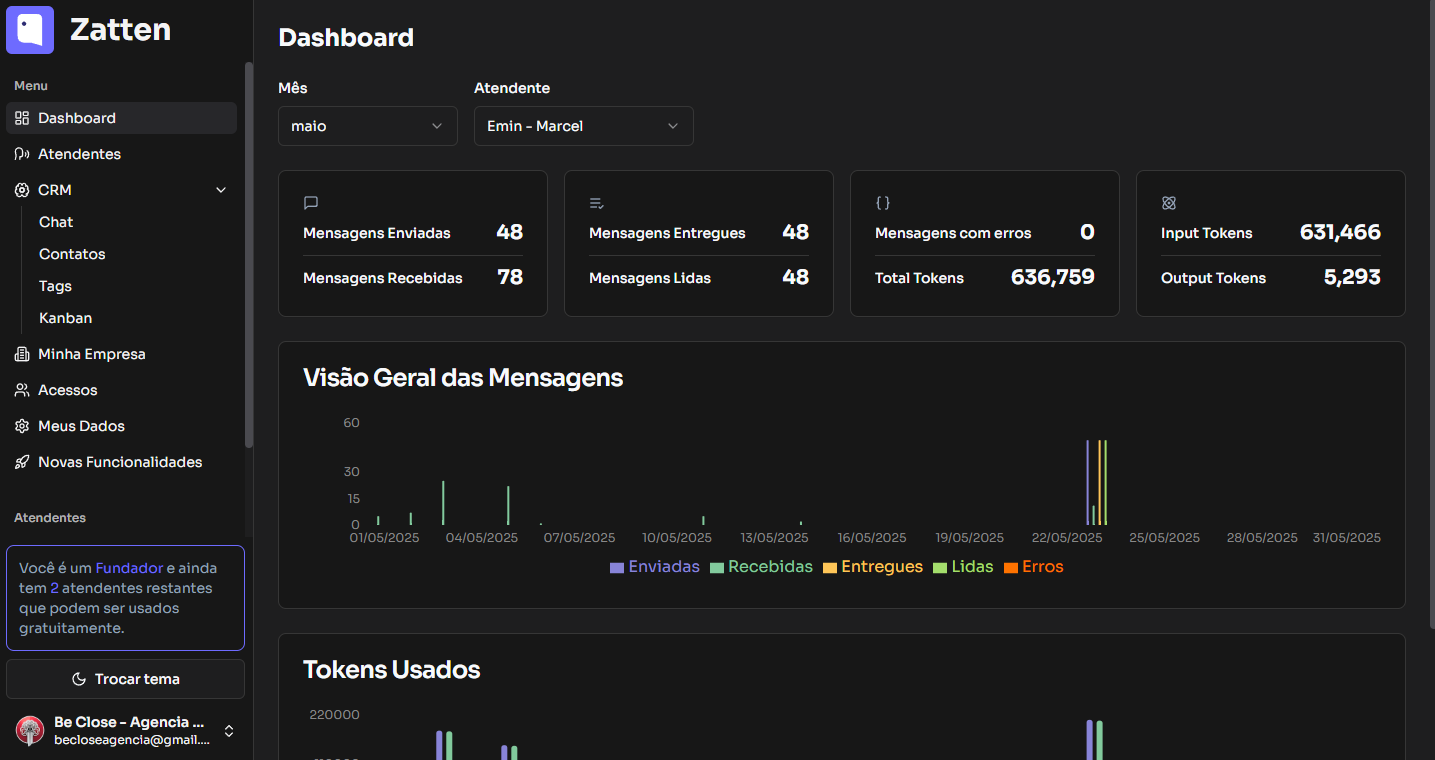 Zatten
Menu
Dashboard
Atendentes
CRM
Chat
Contatos
Tags
Kanban
Minha Empresa
Acessos
Meus Dados
Novas Funcionalidades
Atendentes
Você é um Fundador e ainda
tem 2 atendentes restantes
que podem ser usados
gratuitamente.
Trocar tema
Be Close - Agencia ...
becloseagencia@gmail....
Dashboard
Mês Atendente
maio Emin - Marcel
Mensagens Enviadas 48
Mensagens Recebidas 78
Mensagens Entregues 48
Mensagens Lidas 48
Mensagens com erros 0
Total Tokens 636,759
Input Tokens 631,466
Output Tokens 5,293
Visão Geral das Mensagens
60
30
15
0
01/05/2025 04/05/2025 07/05/2025 10/05/2025 13/05/2025 16/05/2025 19/05/2025 22/05/2025 25/05/2025 28/05/2025 31/05/2025
Enviadas Recebidas Entregues Lidas Erros
Tokens Usados
220000